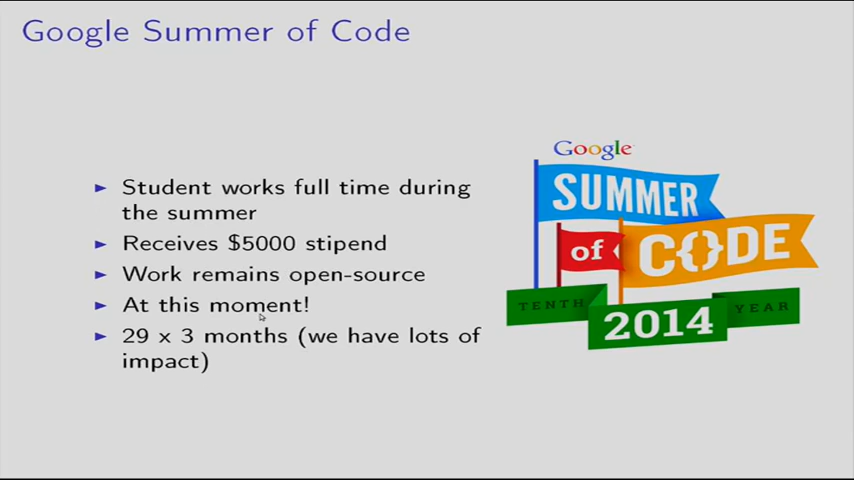 Google Summer of Code
Student works full time during
the summer
Receives $5000 stipend
Work remains open-source
At this moment!
29 x 3 months (we have lots of
impact)
Google
SUMMER
of CODE
TENTH YEAR
2014